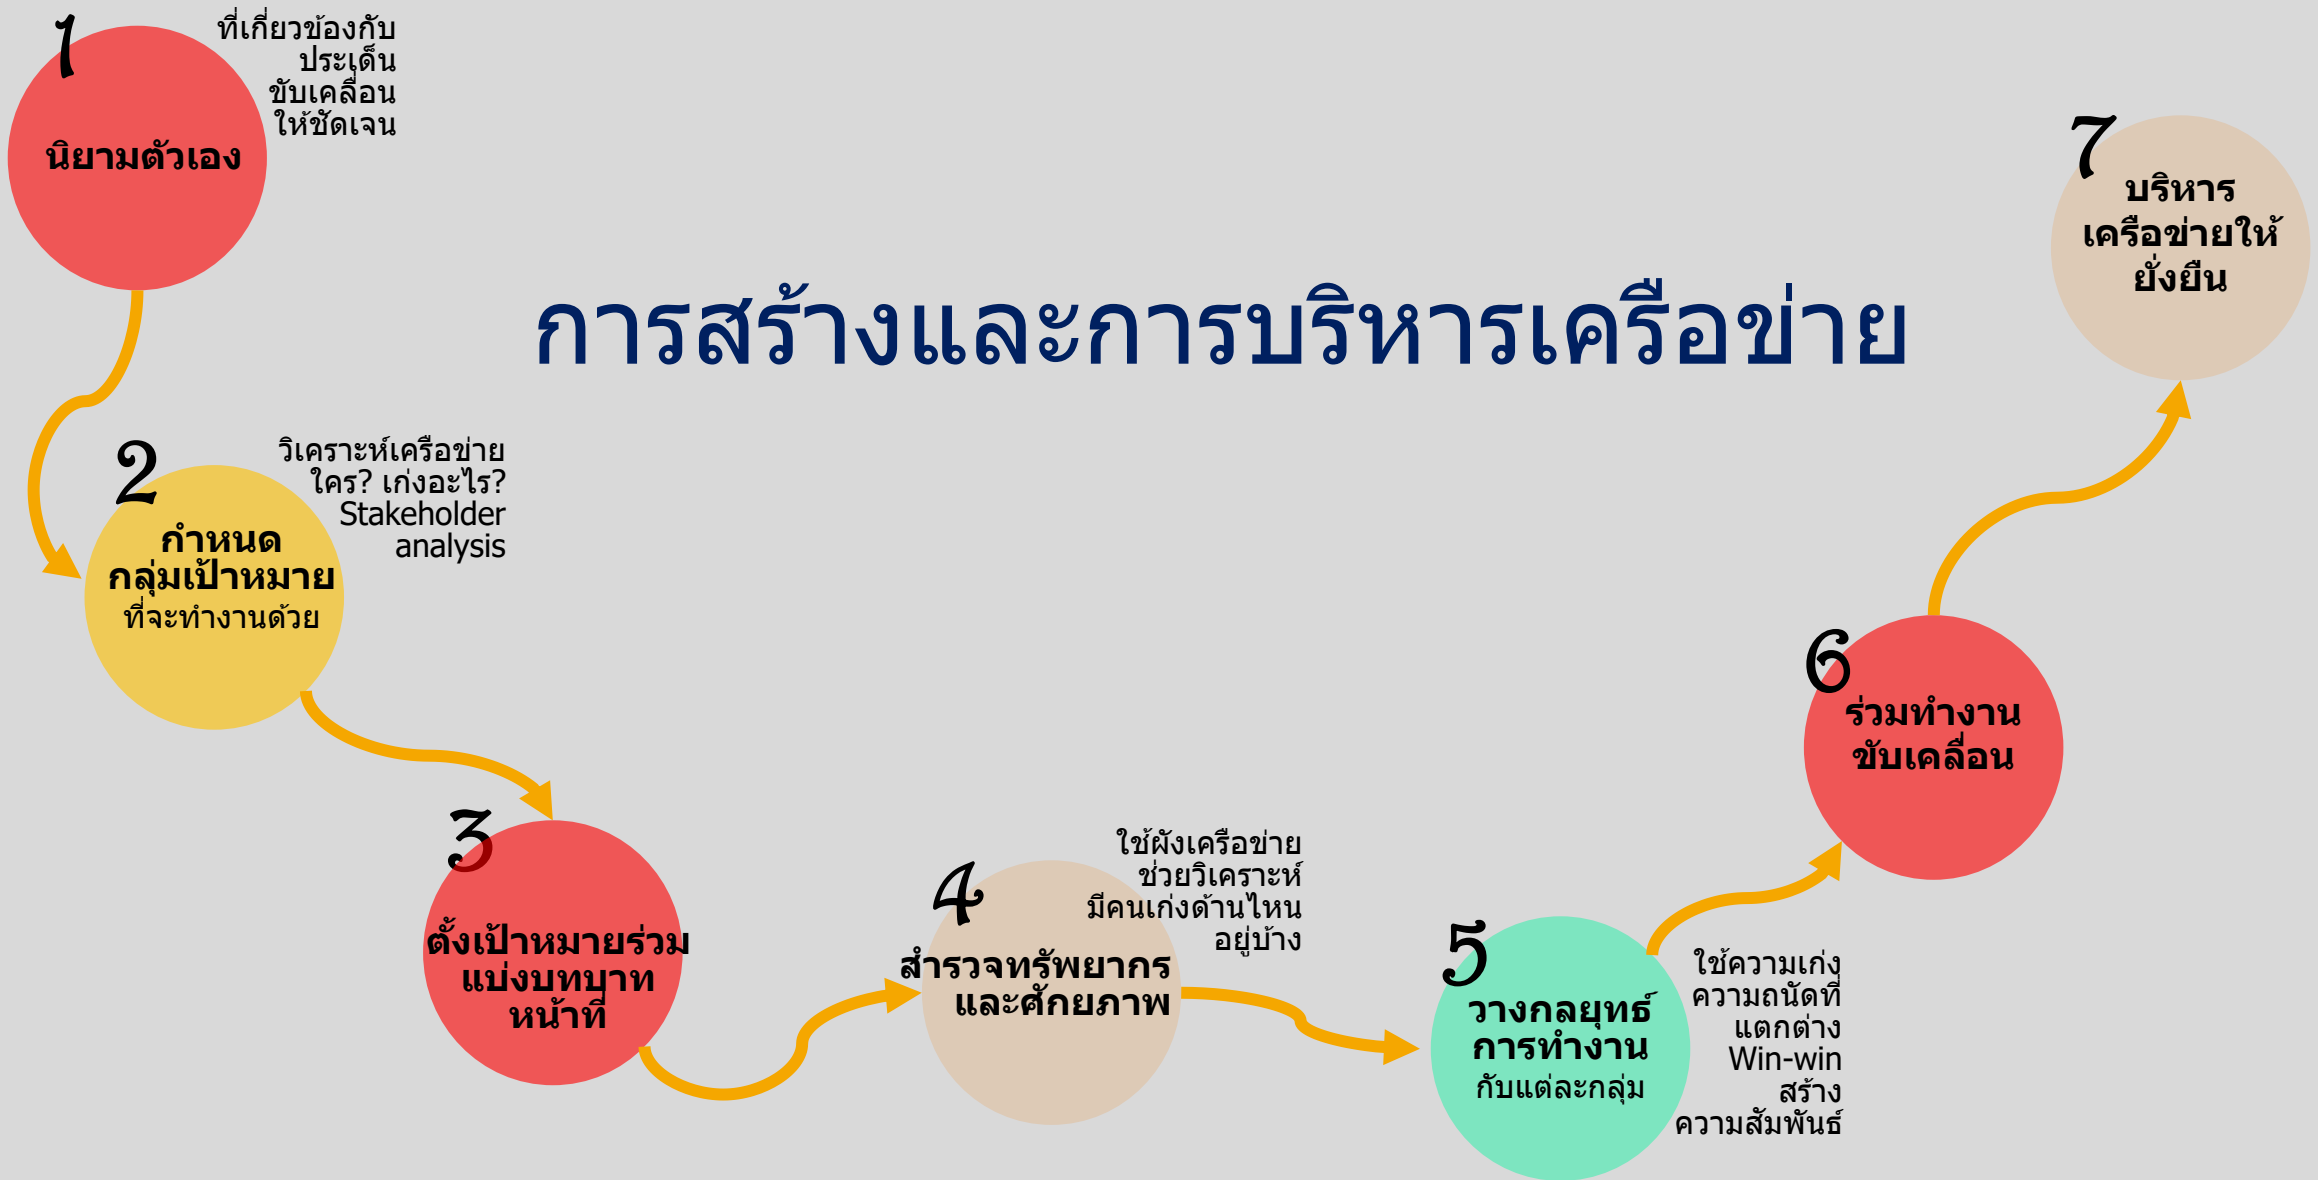 การสร้างและการบริหารเครือข่าย
1
นิยามตัวเอง
ที่เกี่ยวข้องกับ
ประเด็น
ขับเคลื่อน
ให้ชัดเจน
2
กำหนด
กลุ่มเป้าหมาย
ที่จะทำงานด้วย
วิเคราะห์เครือข่าย
ใคร? เก่งอะไร?
Stakeholder
analysis
3
ตั้งเป้าหมายร่วม
แบ่งบทบาท
หน้าที่
4
สำรวจทรัพยากร
และศักยภาพ
ใช้ผังเครือข่าย
ช่วยวิเคราะห์
มีคนเก่งด้านไหน
อยู่บ้าง
5
วางกลยุทธ์
การทำงาน
กับแต่ละกลุ่ม
ใช้ความเก่ง
ความถนัดที่
แตกต่าง
Win-win
สร้าง
ความสัมพันธ์
6
ร่วมทำงาน
ขับเคลื่อน
7
บริหาร
เครือข่ายให้
ยั่งยืน